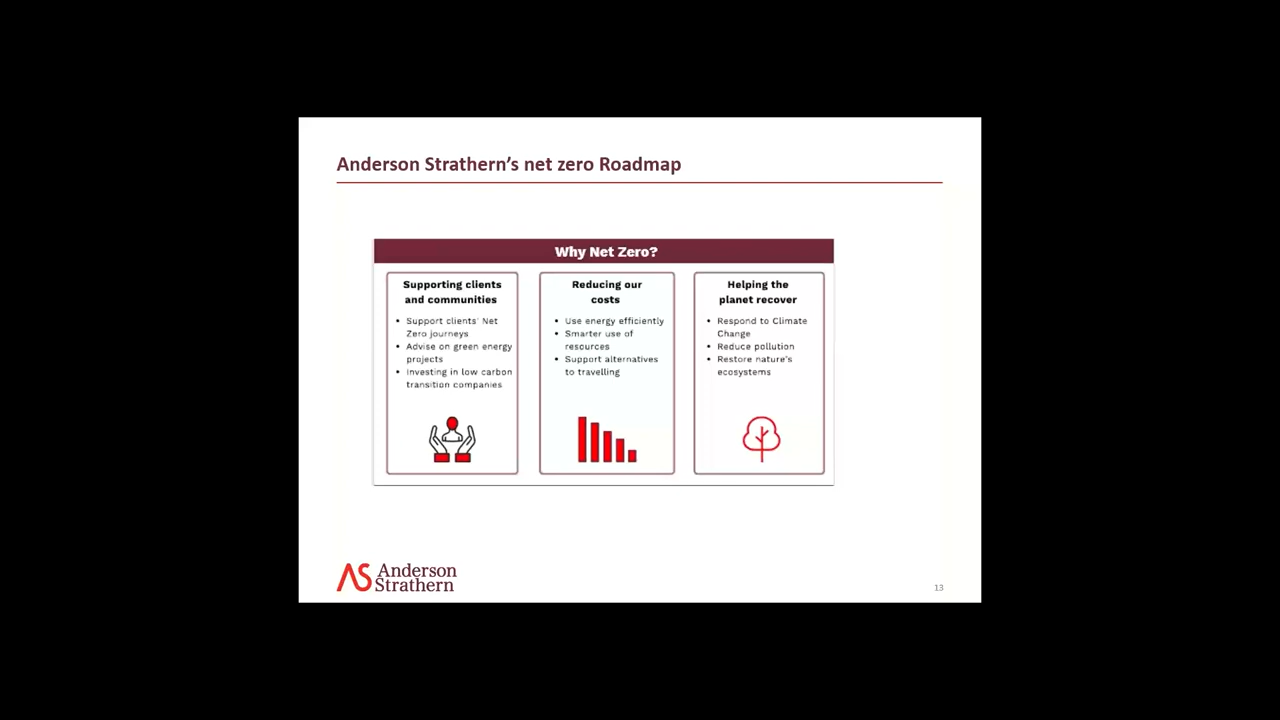 Anderson Strathern's net zero Roadmap
Why Net Zero?
Supporting clients
and communities
• Support clients' Net
Zero journeys
• Advise on green energy
projects
• Investing in low carbon
transition companies
Reducing our
costs
• Use energy efficiently
• Smarter use of
resources
• Support alternatives
to travelling
Helping the
planet recover
• Respond to Climate
Change
• Reduce pollution
• Restore nature's
ecosystems
AS Anderson
Strathern
13